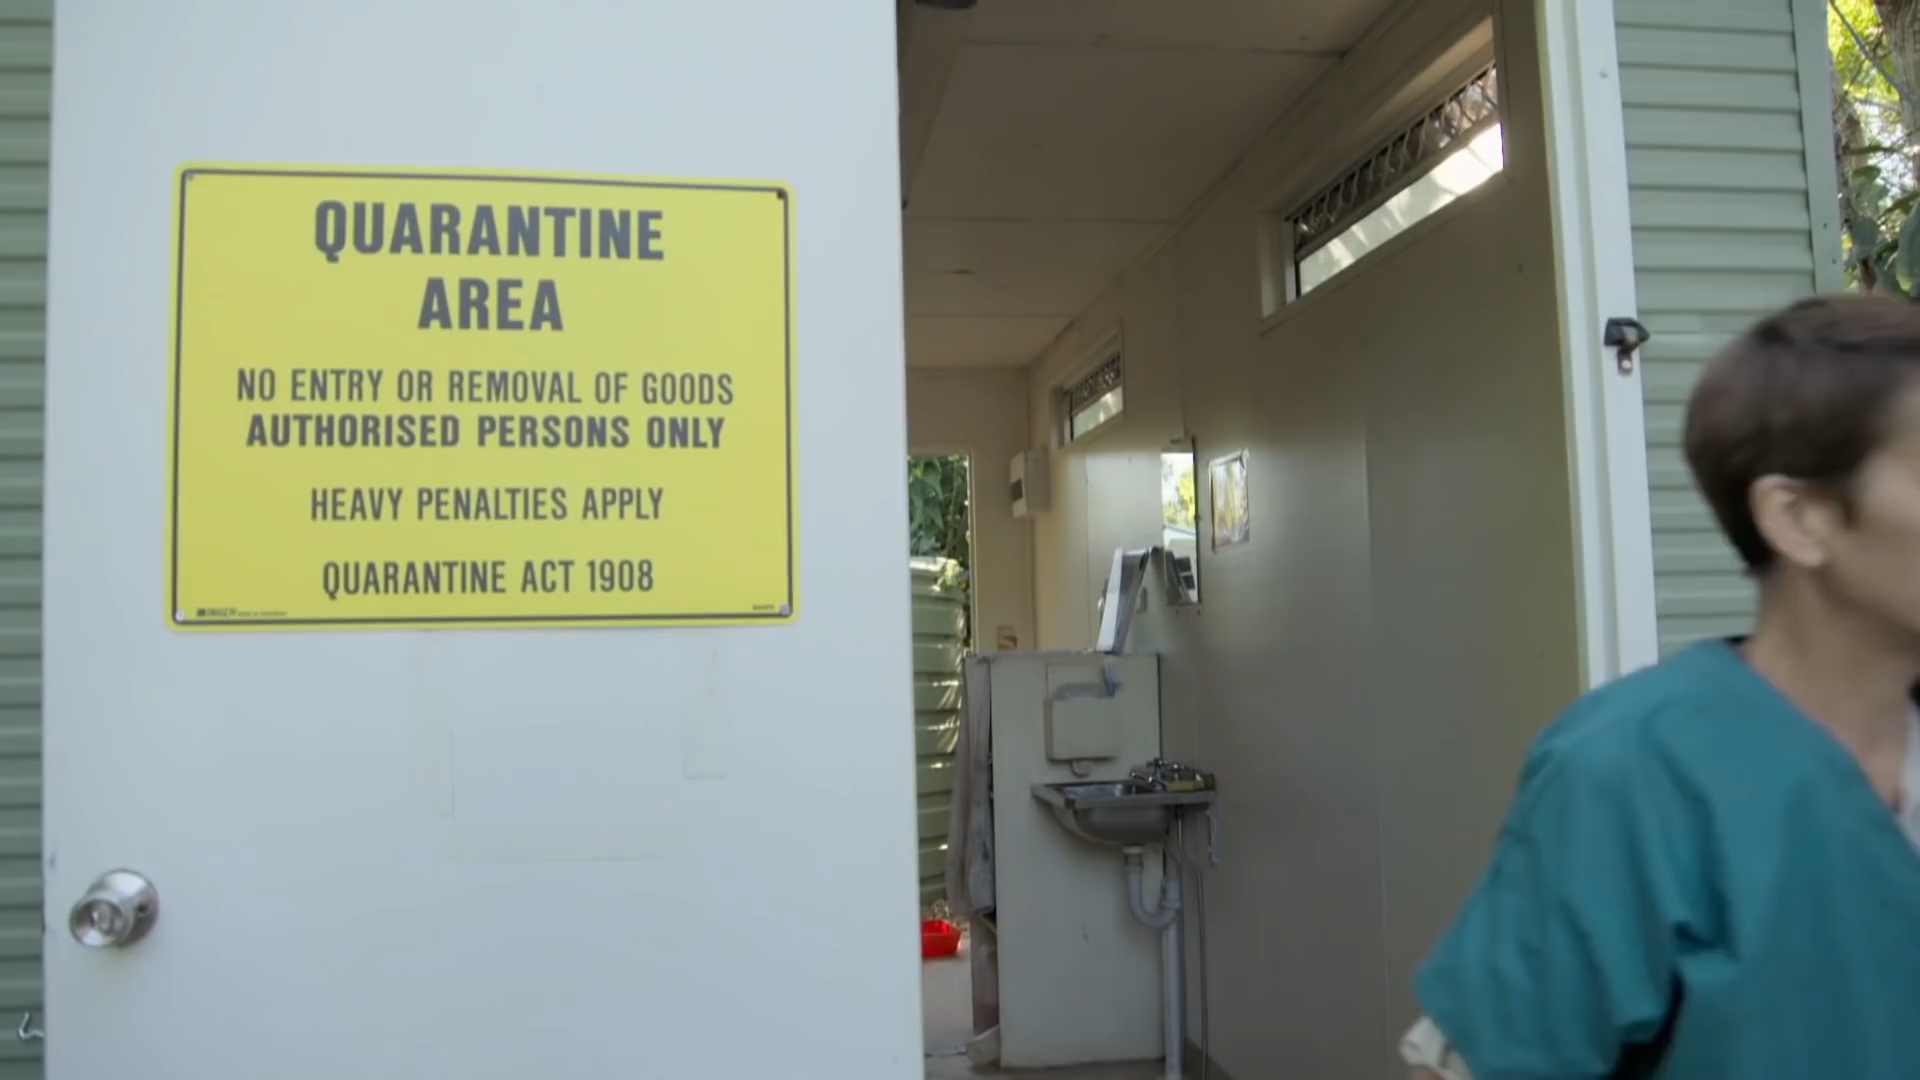 QUARANTINE
AREA
NO ENTRY OR REMOVAL OF GOODS
AUTHORISED PERSONS ONLY
HEAVY PENALTIES APPLY
QUARANTINE ACT 1908